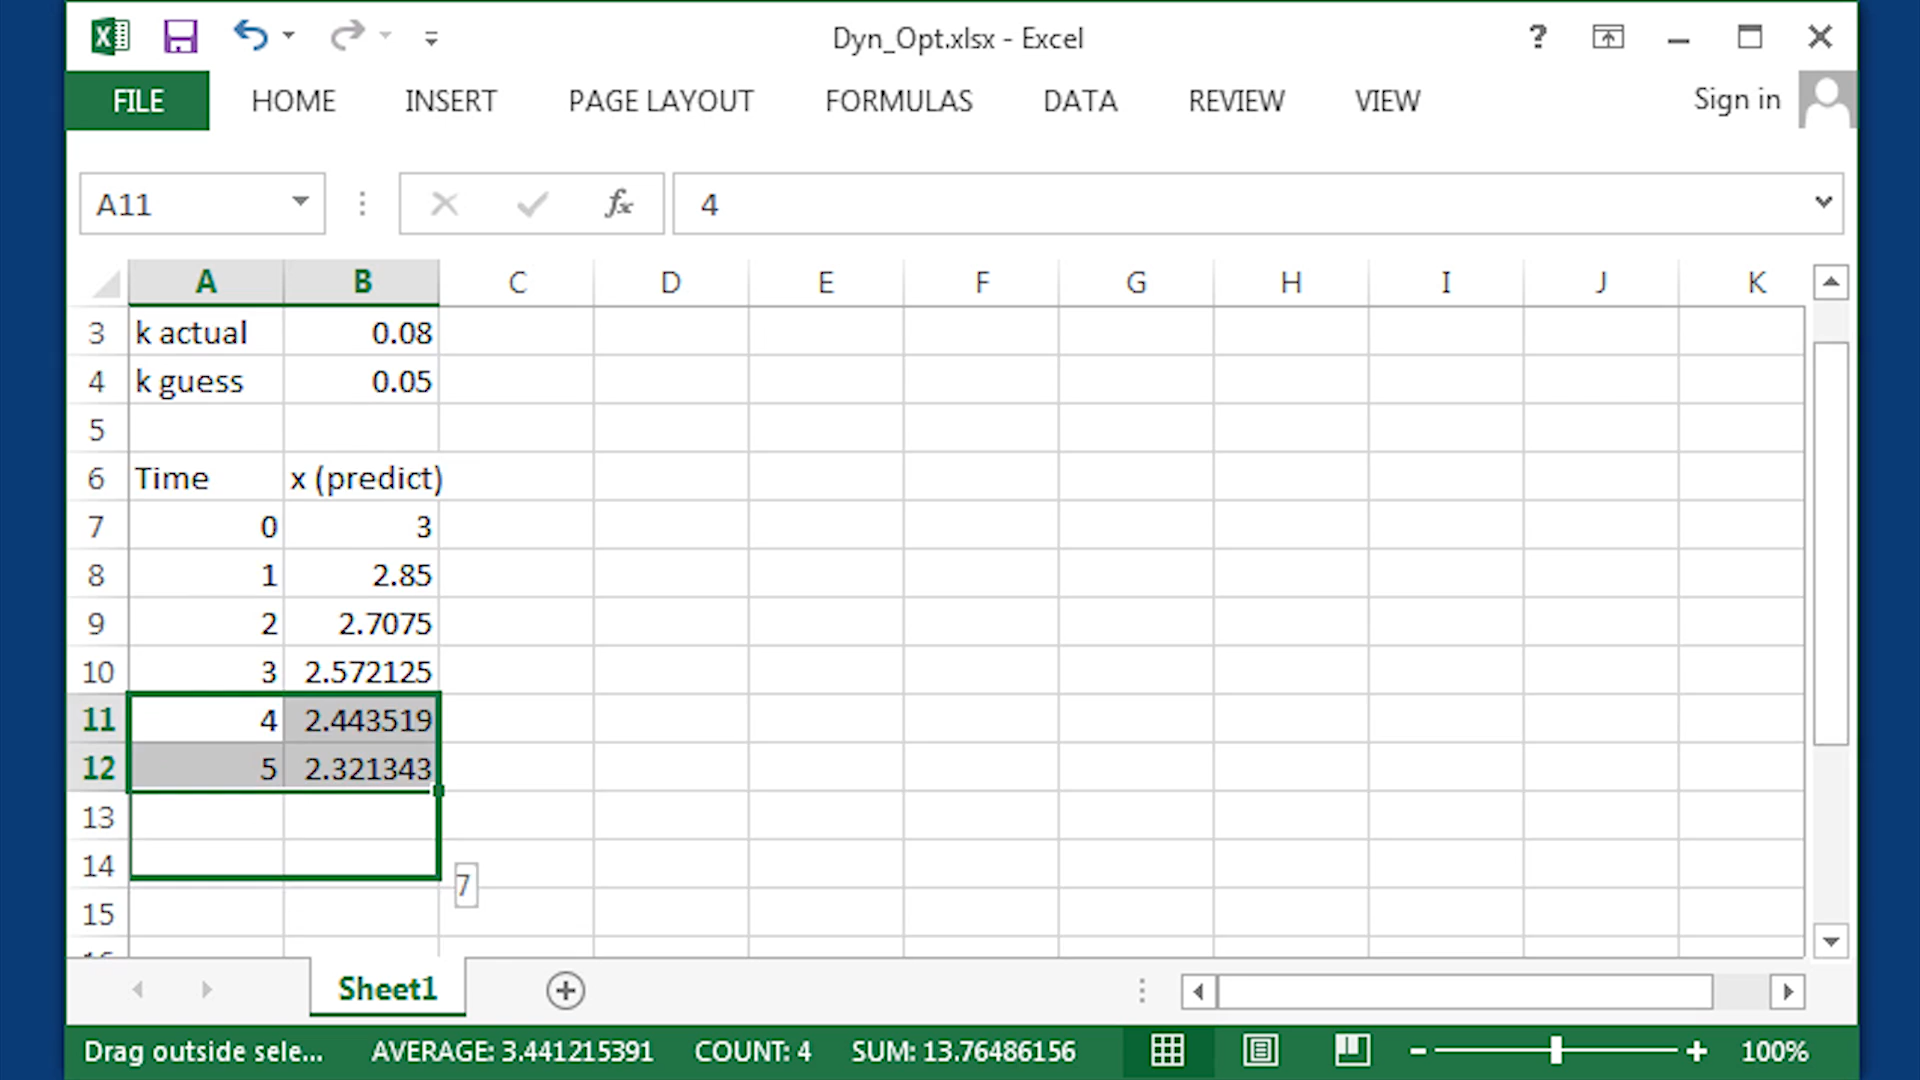 Dyn_Opt.xlsx - Excel
?
FILE HOME INSERT PAGE LAYOUT FORMULAS DATA REVIEW VIEW Sign in
A11 fx 4
A B C D E F G H I J K
3 k actual 0.08
4 k guess 0.05
5
6 Time x (predict)
7 0 3
8 1 2.85
9 2 2.7075
10 3 2.572125
11 4 2.443519
12 5 2.321343
13
14
7
15
Sheet1
Drag outside sele... AVERAGE: 3.441215391 COUNT: 4 SUM: 13.76486156 100%